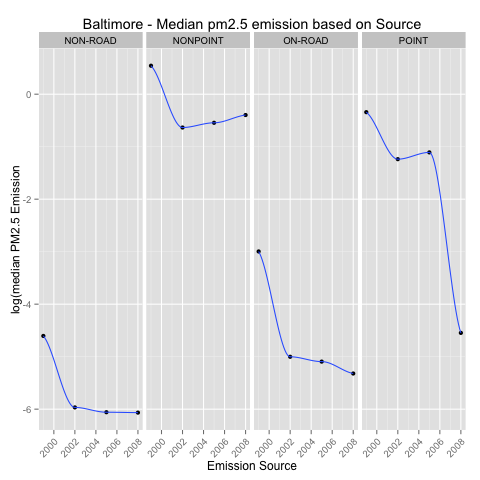 Baltimore - Median pm2.5 emission based on Source
NON-ROAD NONPOINT ON-ROAD POINT
log(median PM2.5 Emission
0
-2
-4
-6
2000 2002 2004 2006 2008 2000 2002 2004 2006 2008 2000 2002 2004 2006 2008 2000 2002 2004 2006 2008
Emission Source